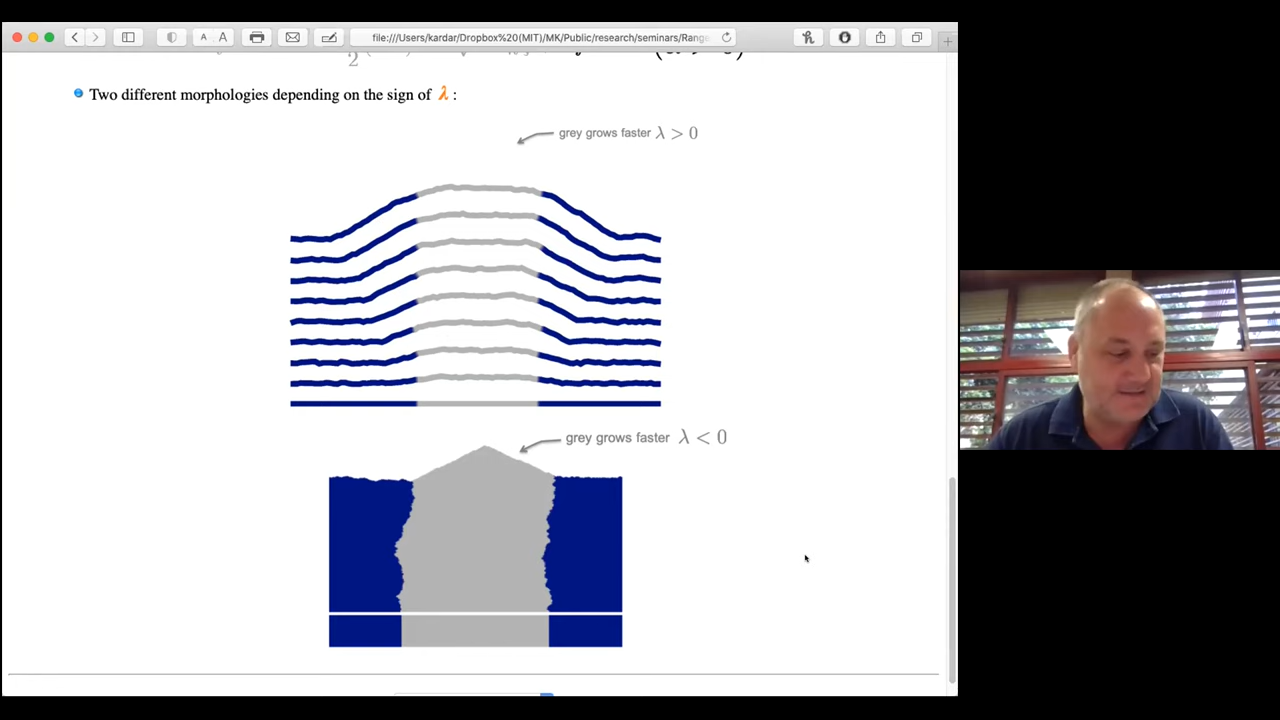 A A
file:///Users/kardar/Dropbox%20(MIT)/MK/Public/research/seminars/Range
2
Two different morphologies depending on the sign of λ :
grey grows faster λ > 0
grey grows faster λ < 0